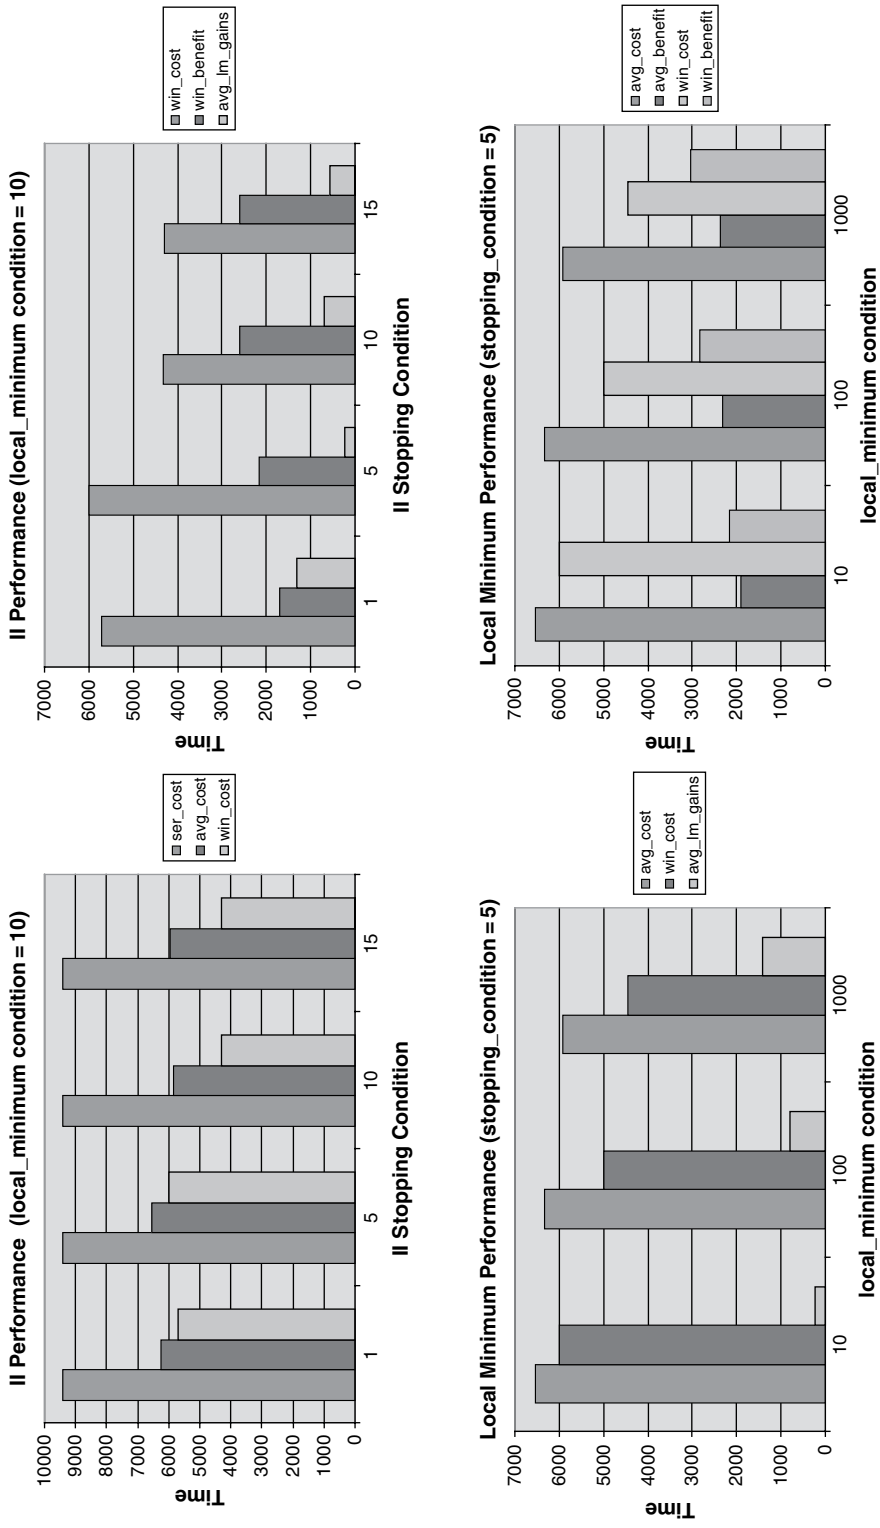 II Performance (local_minimum condition = 10)
10000
9000
8000
7000
6000
5000
4000
3000
2000
1000
0
Time
1
5
10
15
II Stopping Condition
ser_cost
avg_cost
win_cost
II Performance (local_minimum condition = 10)
7000
6000
5000
4000
3000
2000
1000
0
Time
1
5
10
15
II Stopping Condition
win_cost
win_benefit
avg_lm_gains
Local Minimum Performance (stopping_condition = 5)
7000
6000
5000
4000
3000
2000
1000
0
Time
10
100
1000
local_minimum condition
avg_cost
win_cost
avg_lm_gains
Local Minimum Performance (stopping_condition = 5)
7000
6000
5000
4000
3000
2000
1000
0
Time
10
100
1000
local_minimum condition
avg_cost
avg_benefit
win_cost
win_benefit